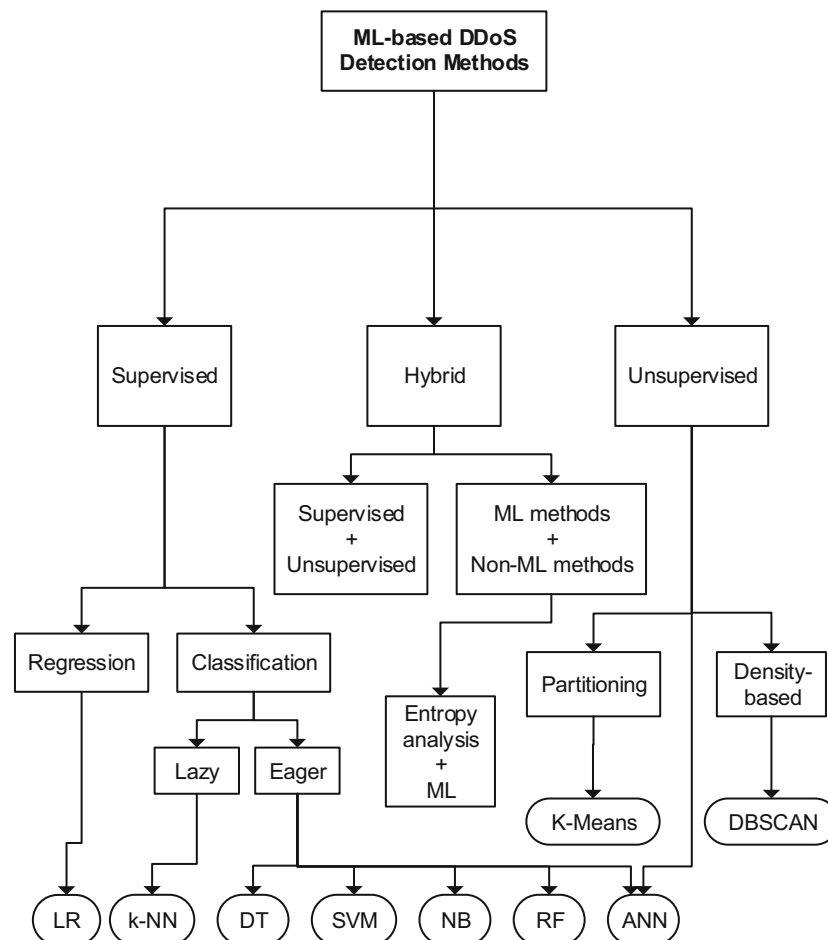 ML-based DDoS
Detection Methods
Supervised
Hybrid
Unsupervised
Supervised
+
Unsupervised
ML methods
+
Non-ML methods
Regression
Classification
Partitioning
Density-
based
Lazy
Eager
Entropy
analysis
+
ML
K-Means
DBSCAN
LR
k-NN
DT
SVM
NB
RF
ANN